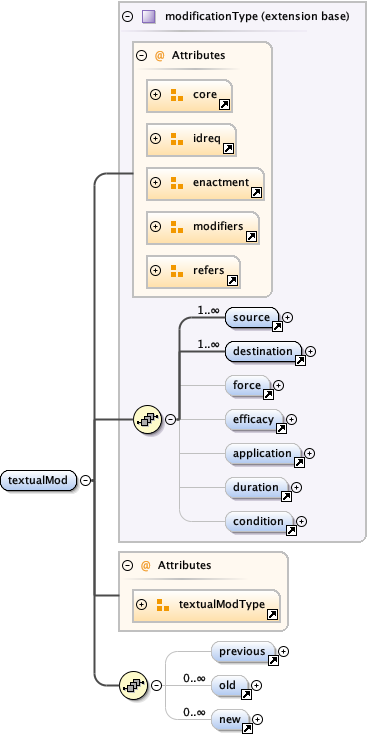 modificationType (extension base)
@ Attributes
core
idreq
enactment
modifiers
refers
1..∞
source
1..∞
destination
force
efficacy
application
duration
condition
textualMod
@ Attributes
textualModType
previous
0..∞
old
0..∞
new